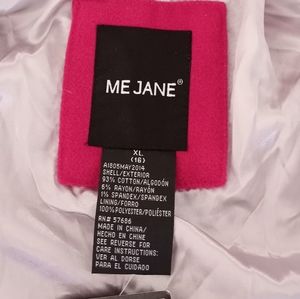 ME JANE®
XL
(16)
AI805MAY2014
SHELL/EXTERIOR
93% COTTON/ALGODÓN
6% RAYON/RAYÓN
1% SPANDEX/SPANDEX
LINING/FORRO
100% POLYESTER/POLIÉSTER
RN# 57686
MADE IN CHINA/
HECHO EN CHINE
SEE REVERSE FOR
CARE INSTRUCTIONS
VER AL DORSE
PARA EL CUIDADO